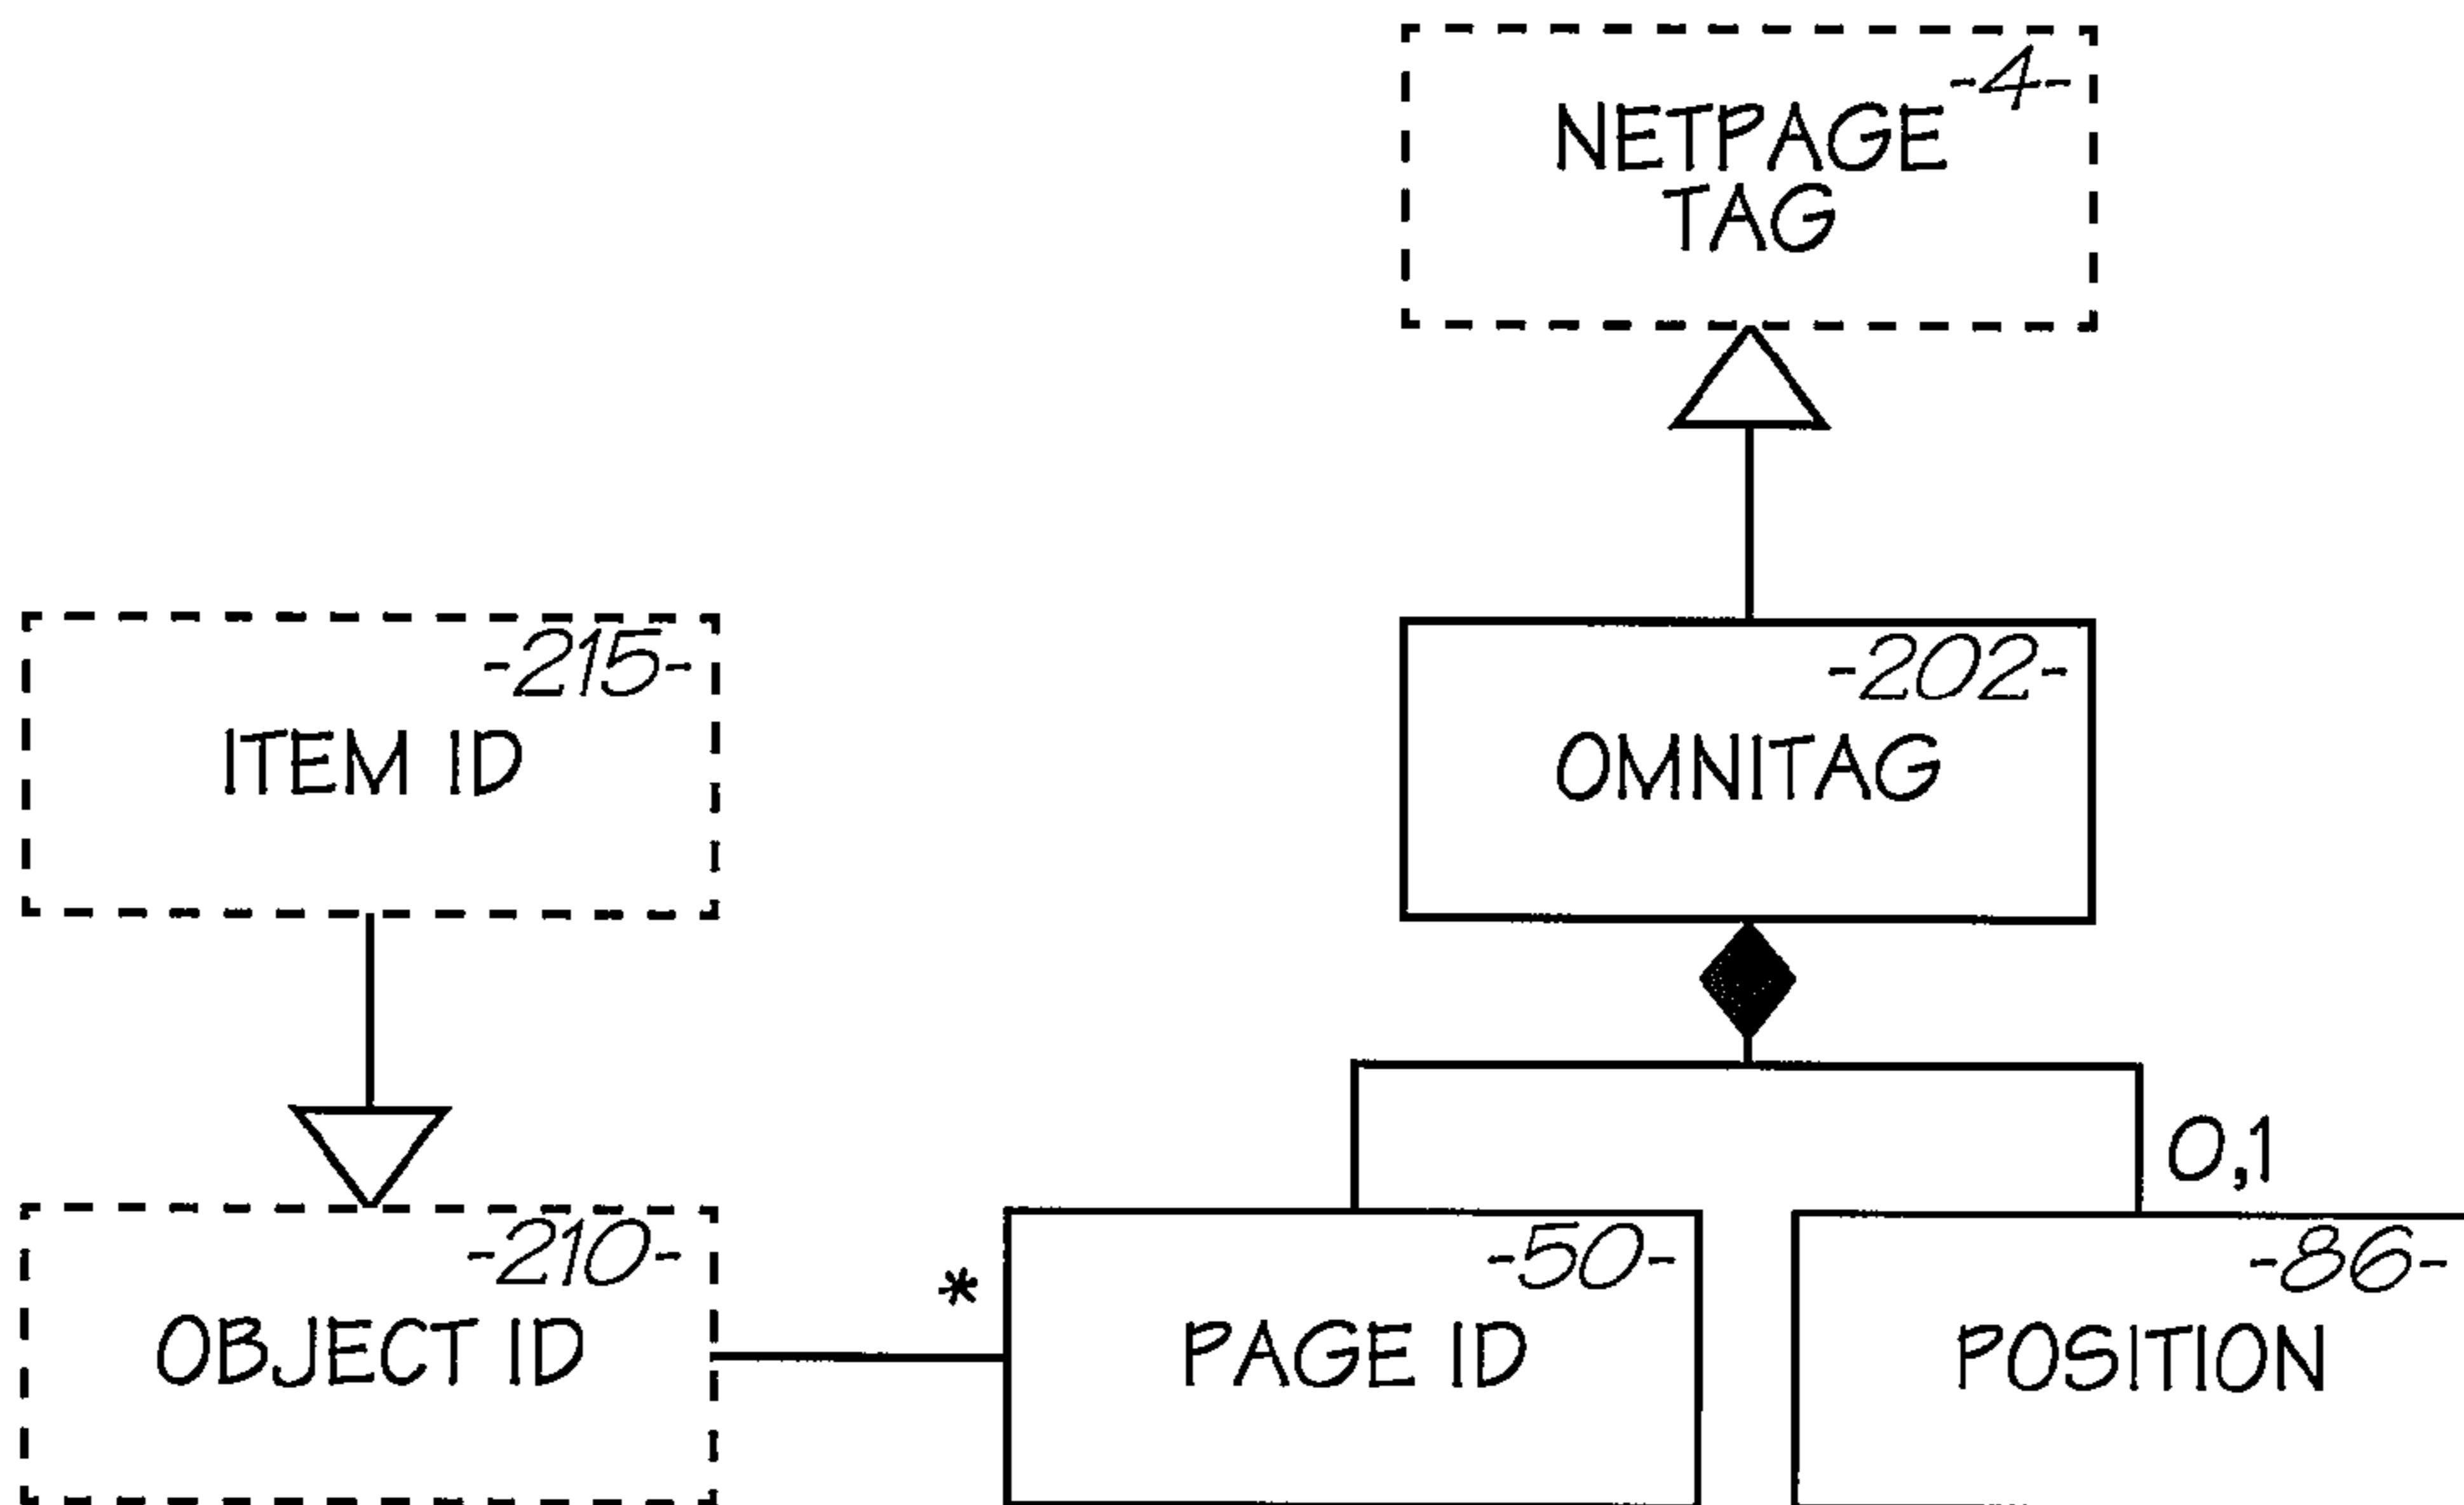 -4-
NETPAGE
TAG
-215-
ITEM ID
-202-
OMNITAG
0,1
-210-
OBJECT ID
*
-50-
PAGE ID
-86-
POSITION